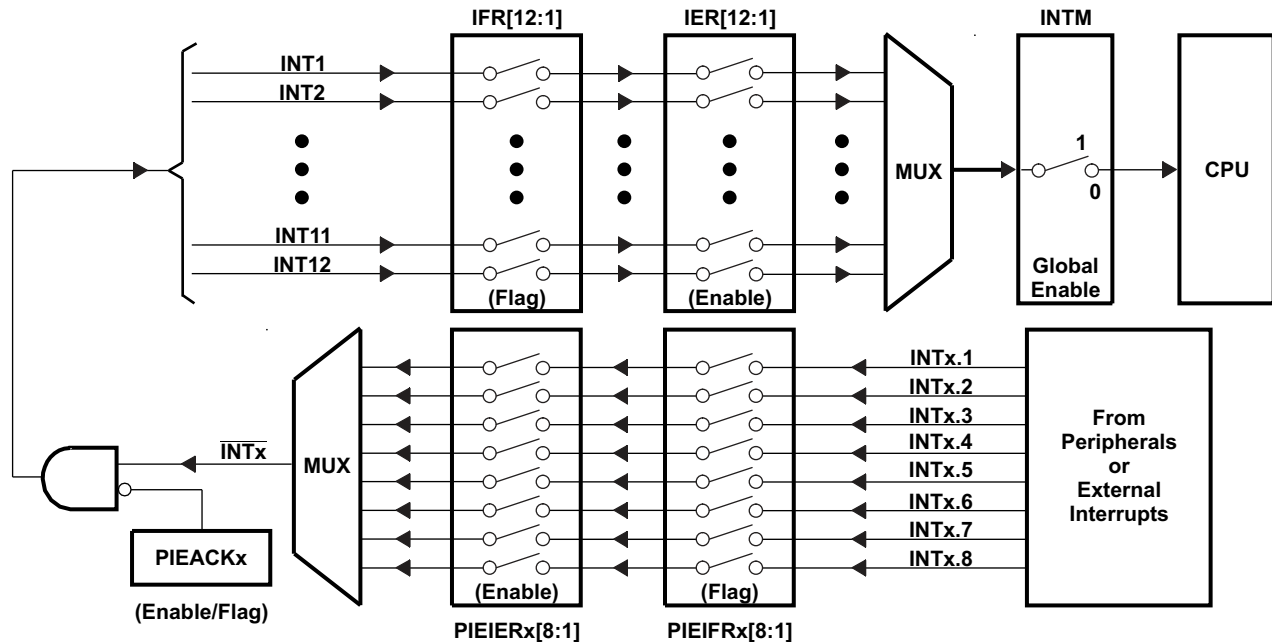 IFR[12:1]
IER[12:1]
INTM
INT1
INT2
INT11
INT12
(Flag)
(Enable)
MUX
1
0
Global
Enable
CPU
INTx
MUX
PIEACKx
(Enable/Flag)
(Enable)
PIEIERx[8:1]
(Flag)
PIEIFRx[8:1]
INTx.1
INTx.2
INTx.3
INTx.4
INTx.5
INTx.6
INTx.7
INTx.8
From
Peripherals
or
External
Interrupts